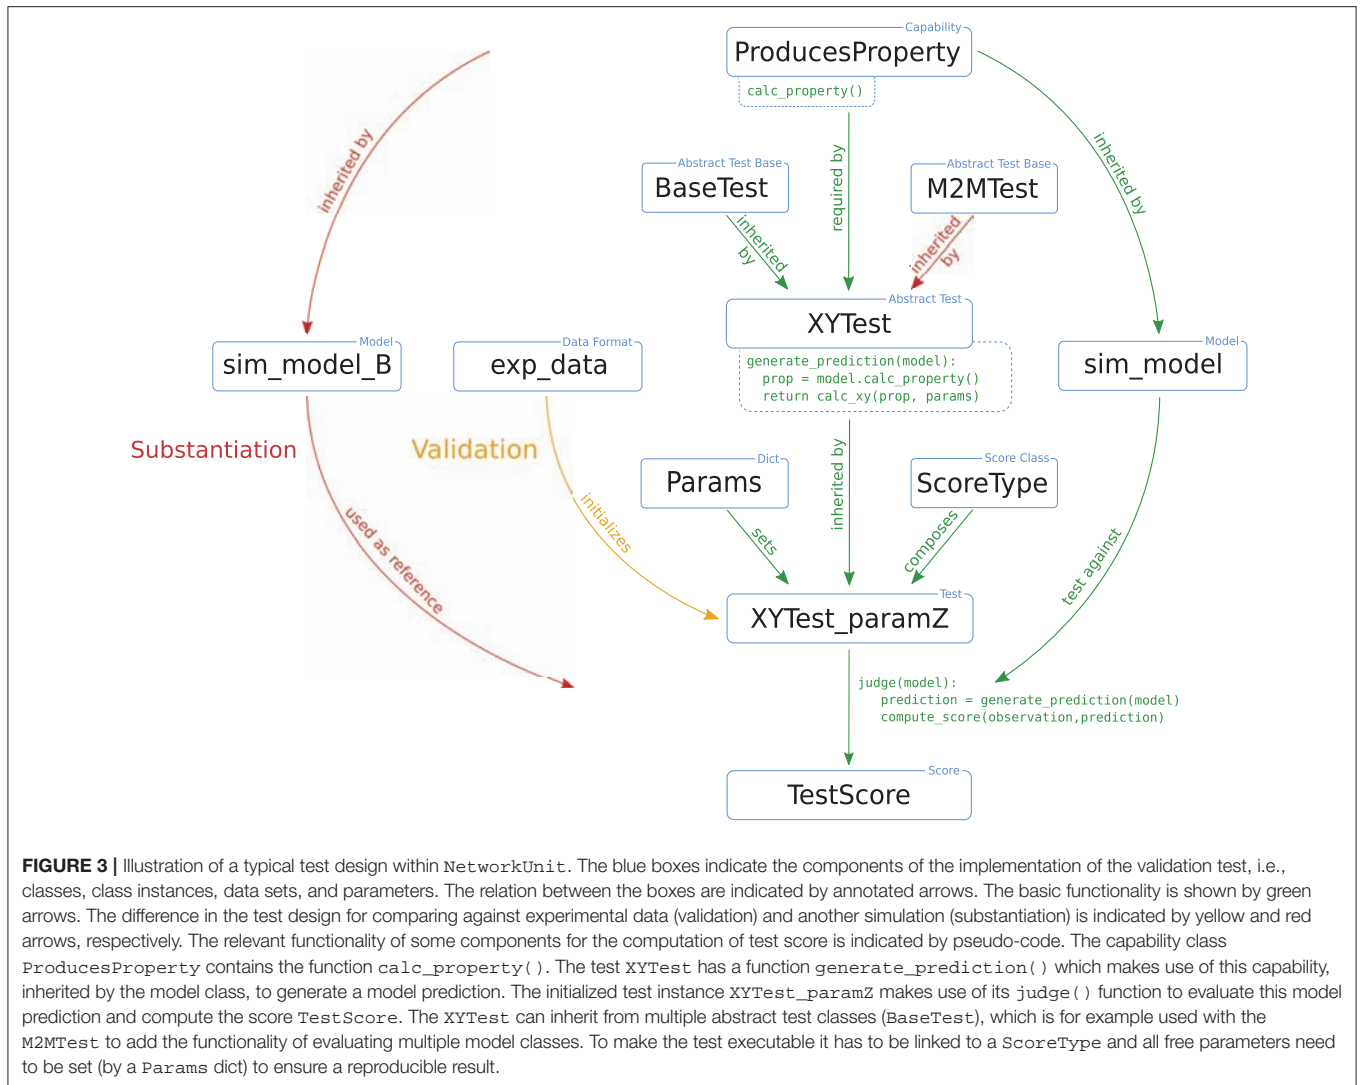 Capability
ProducesProperty
calc_property()
inherited by
required by
inherited by
Abstract Test Base
BaseTest
Abstract Test Base
M2MTest
inherited
by
inherited
by
Abstract Test
XYTest
generate_prediction(model):
prop = model.calc_property()
return calc_xy(prop, params)
Model
sim_model_B
Data Format
exp_data
Model
sim_model
Substantiation
Validation
Dict
Params
Score Class
ScoreType
used as reference
initializes
sets
inherited by
composes
test against
Test
XYTest_paramZ
judge(model):
prediction = generate_prediction(model)
compute_score(observation,prediction)
Score
TestScore
FIGURE 3 | Illustration of a typical test design within NetworkUnit. The blue boxes indicate the components of the implementation of the validation test, i.e.,
classes, class instances, data sets, and parameters. The relation between the boxes are indicated by annotated arrows. The basic functionality is shown by green
arrows. The difference in the test design for comparing against experimental data (validation) and another simulation (substantiation) is indicated by yellow and red
arrows, respectively. The relevant functionality of some components for the computation of test score is indicated by pseudo-code. The capability class
ProducesProperty contains the function calc_property(). The test XYTest has a function generate_prediction() which makes use of this capability,
inherited by the model class, to generate a model prediction. The initialized test instance XYTest_paramZ makes use of its judge() function to evaluate this model
prediction and compute the score TestScore. The XYTest can inherit from multiple abstract test classes (BaseTest), which is for example used with the
M2MTest to add the functionality of evaluating multiple model classes. To make the test executable it has to be linked to a ScoreType and all free parameters need
to be set (by a Params dict) to ensure a reproducible result.